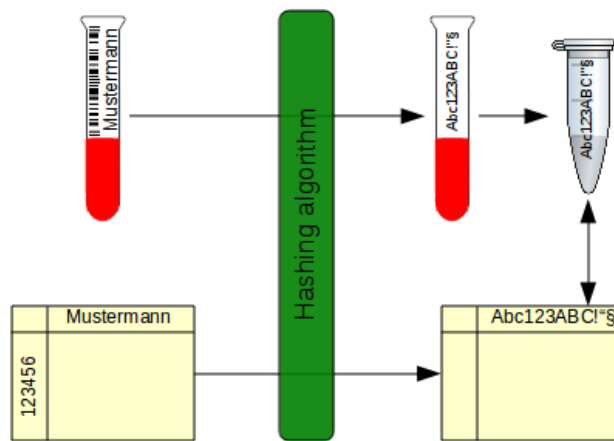 Mustermann
Abc123ABC!"§
Abc123ABC!"§
Hashing algorithm
Mustermann
123456
Abc123ABC!“§